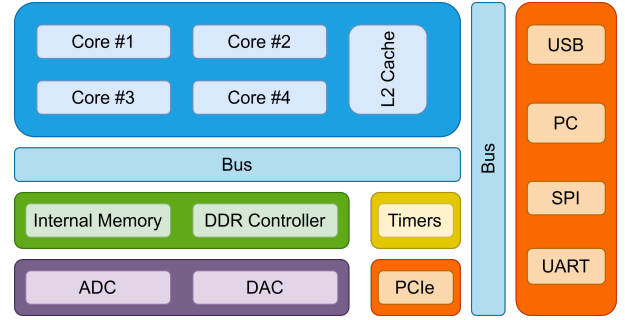 Core #1
Core #2
L2 Cache
Core #3
Core #4
Bus
Internal Memory
DDR Controller
Timers
ADC
DAC
PCIe
Bus
USB
PC
SPI
UART